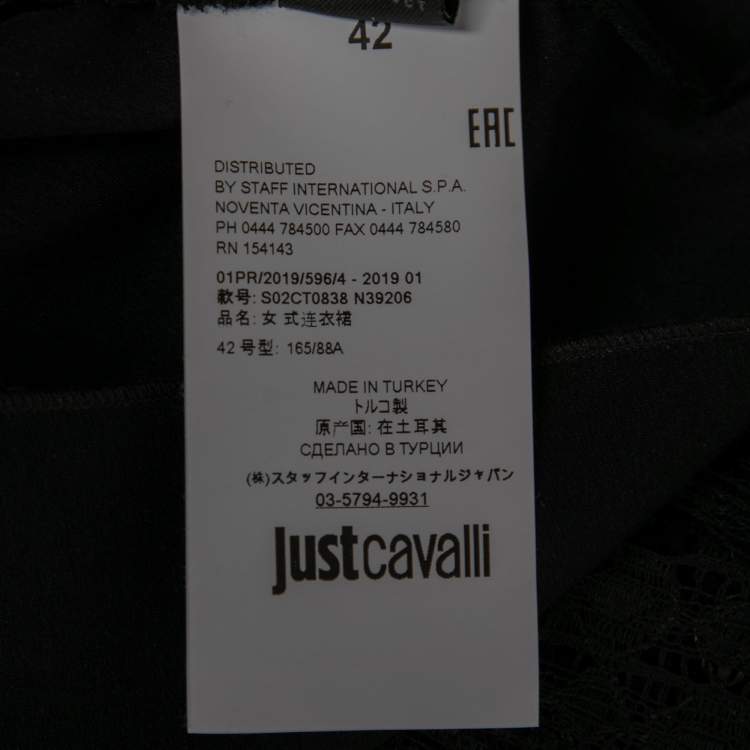 42
EAC
DISTRIBUTED
BY STAFF INTERNATIONAL S.P.A.
NOVENTA VICENTINA - ITALY
PH 0444 784500 FAX 0444 784580
RN 154143
01PR/2019/596/4 - 2019 01
款号: S02CT0838 N39206
品名: 女 式连衣裙
42 号型: 165/88A
MADE IN TURKEY
トルコ製
原产国: 在土耳其
СДЕЛАНО В ТУРЦИИ
(株)スタッフインターナショナルジャパン
03-5794-9931
justcavalli